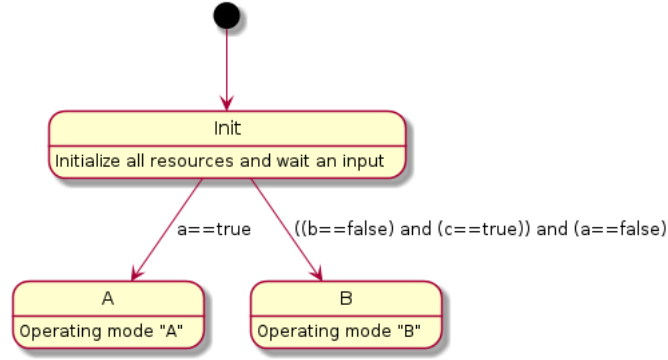 Init
Initialize all resources and wait an input
a==true
((b==false) and (c==true)) and (a==false)
A
Operating mode "A"
B
Operating mode "B"